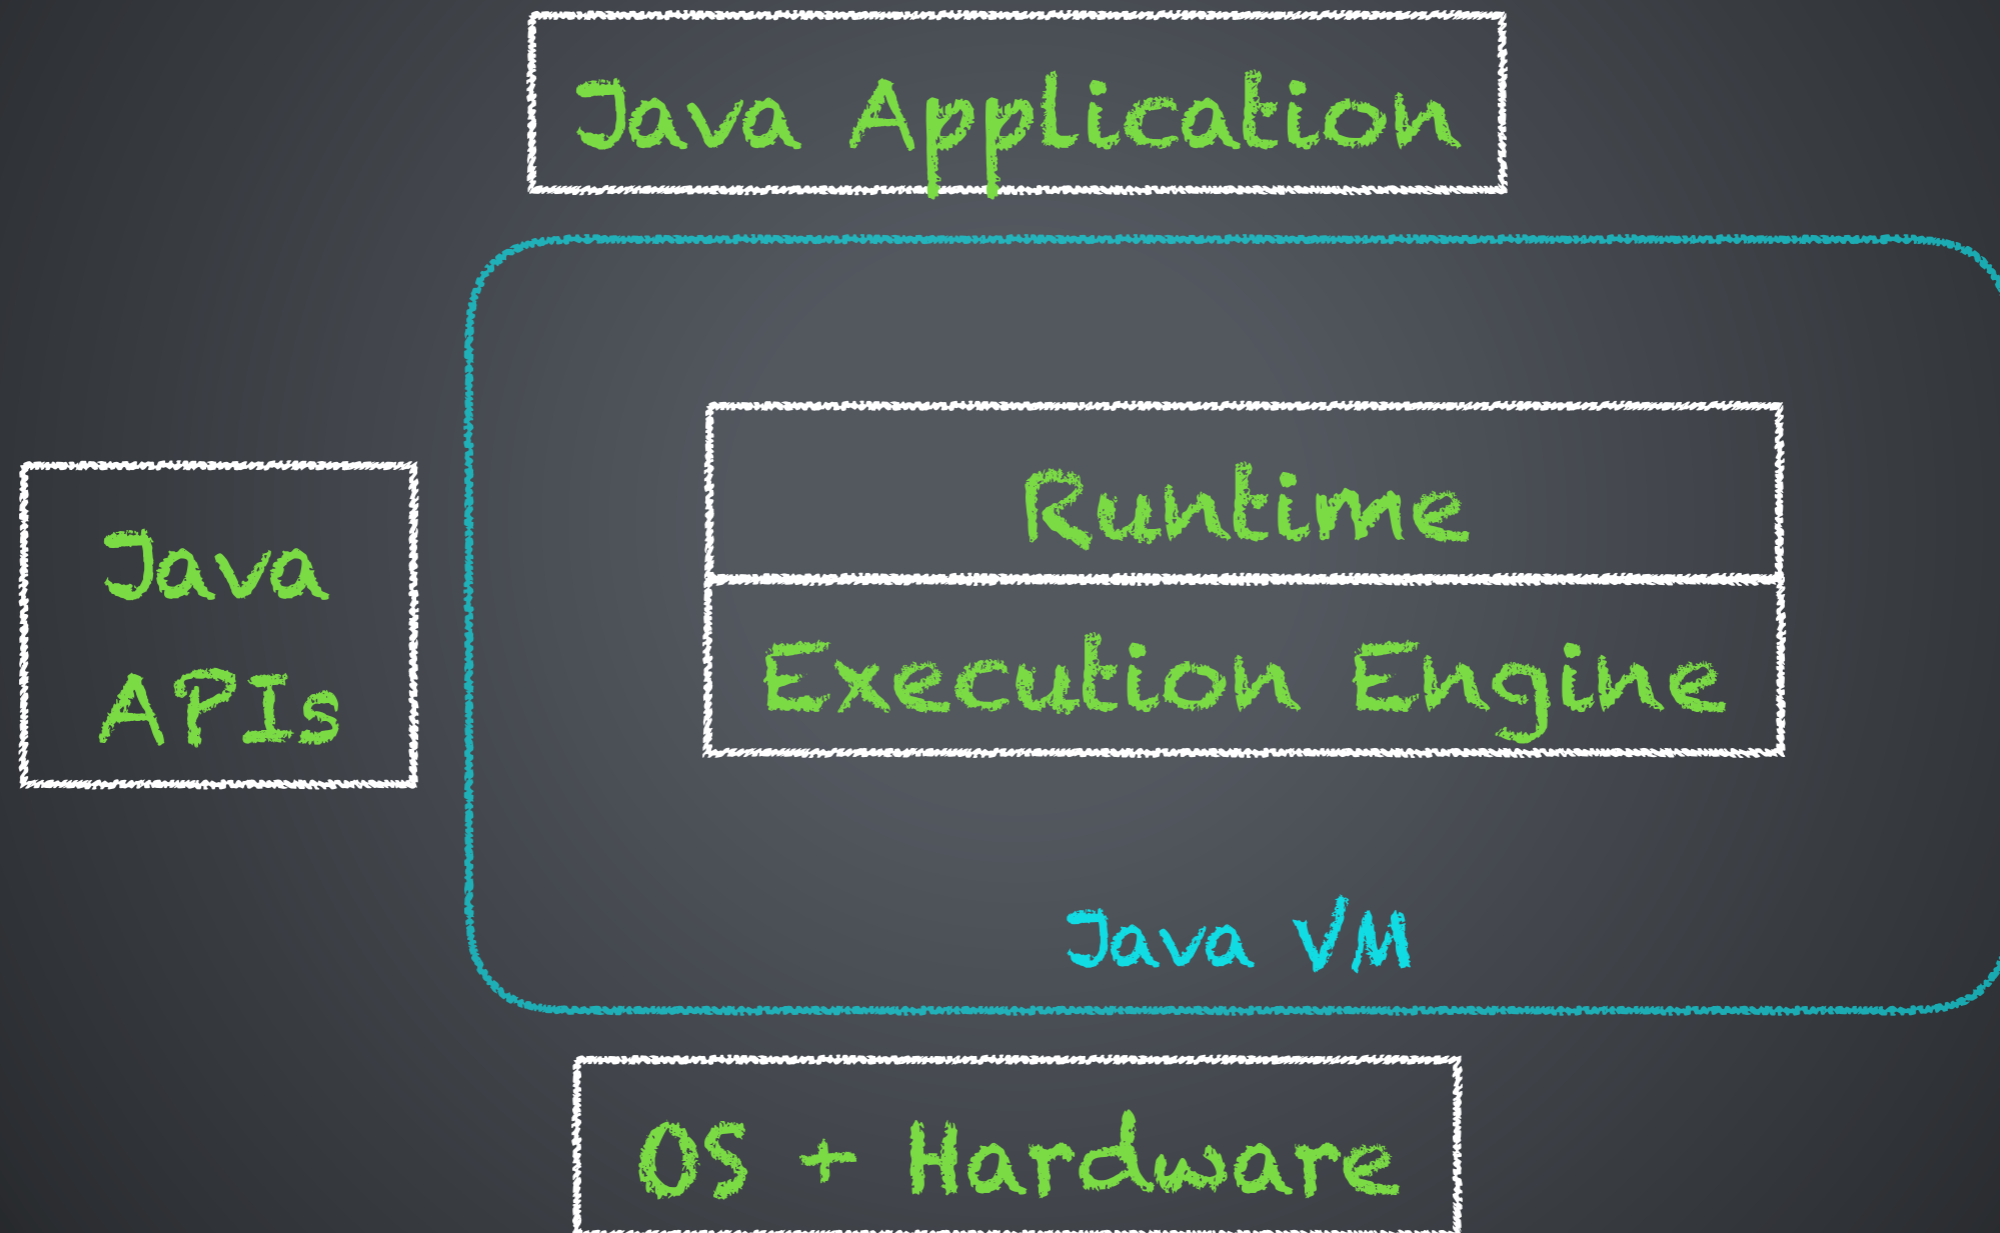 Java Application
Runtime
Java
APIs
Execution Engine
Java VM
OS + Hardware